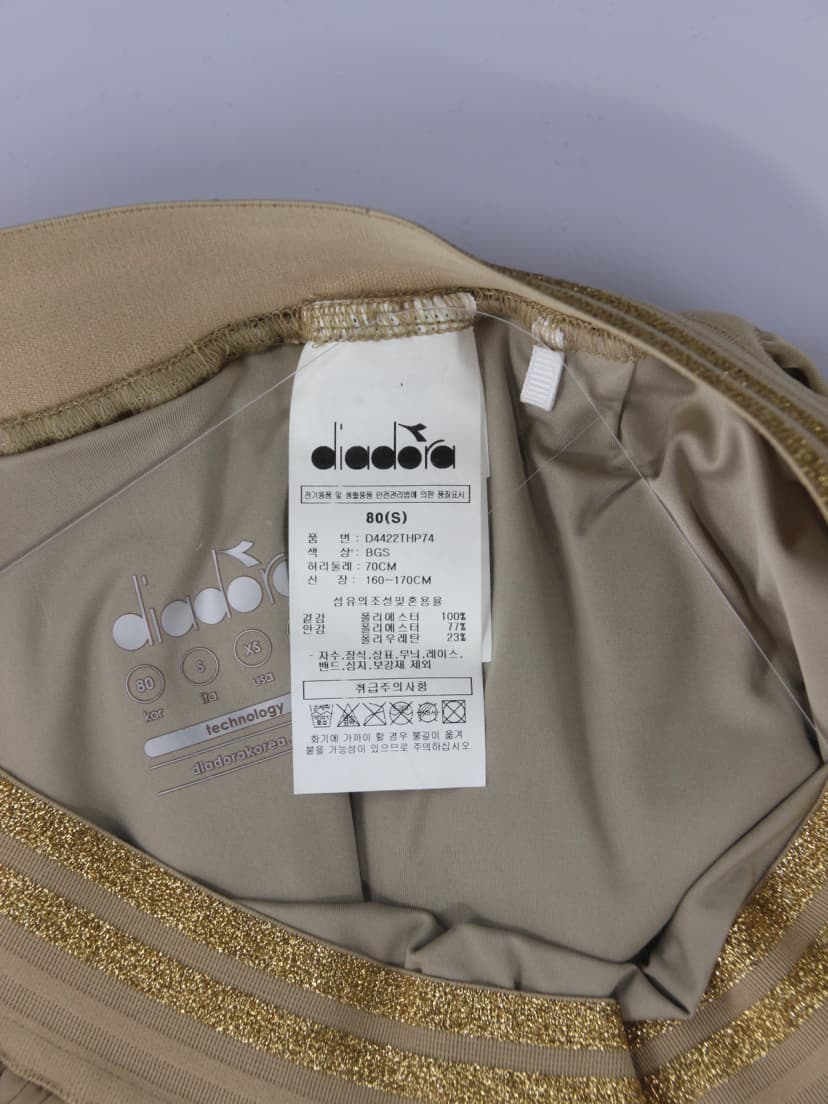 diadora
전기용품 및 생활용품 안전관리법에 의한 품질표시
80(S)
품 번 : D4422THP74
색 상 : BGS
허리둘레 : 70CM
신 장 : 160-170CM
섬유의조성및혼용율
겉감 폴리에스터 100%
안감 폴리에스터 77%
폴리우레탄 23%
- 자수.장식.상표.무늬.레이스.
밴드.심지.보강재 제외
취급주의사항
화기에 가까이 할 경우 불길이 옮겨
붙을 가능성이 있으므로 주의하십시오.
diadora
80 S XS
kor ita usa
technology
diadorakorea.